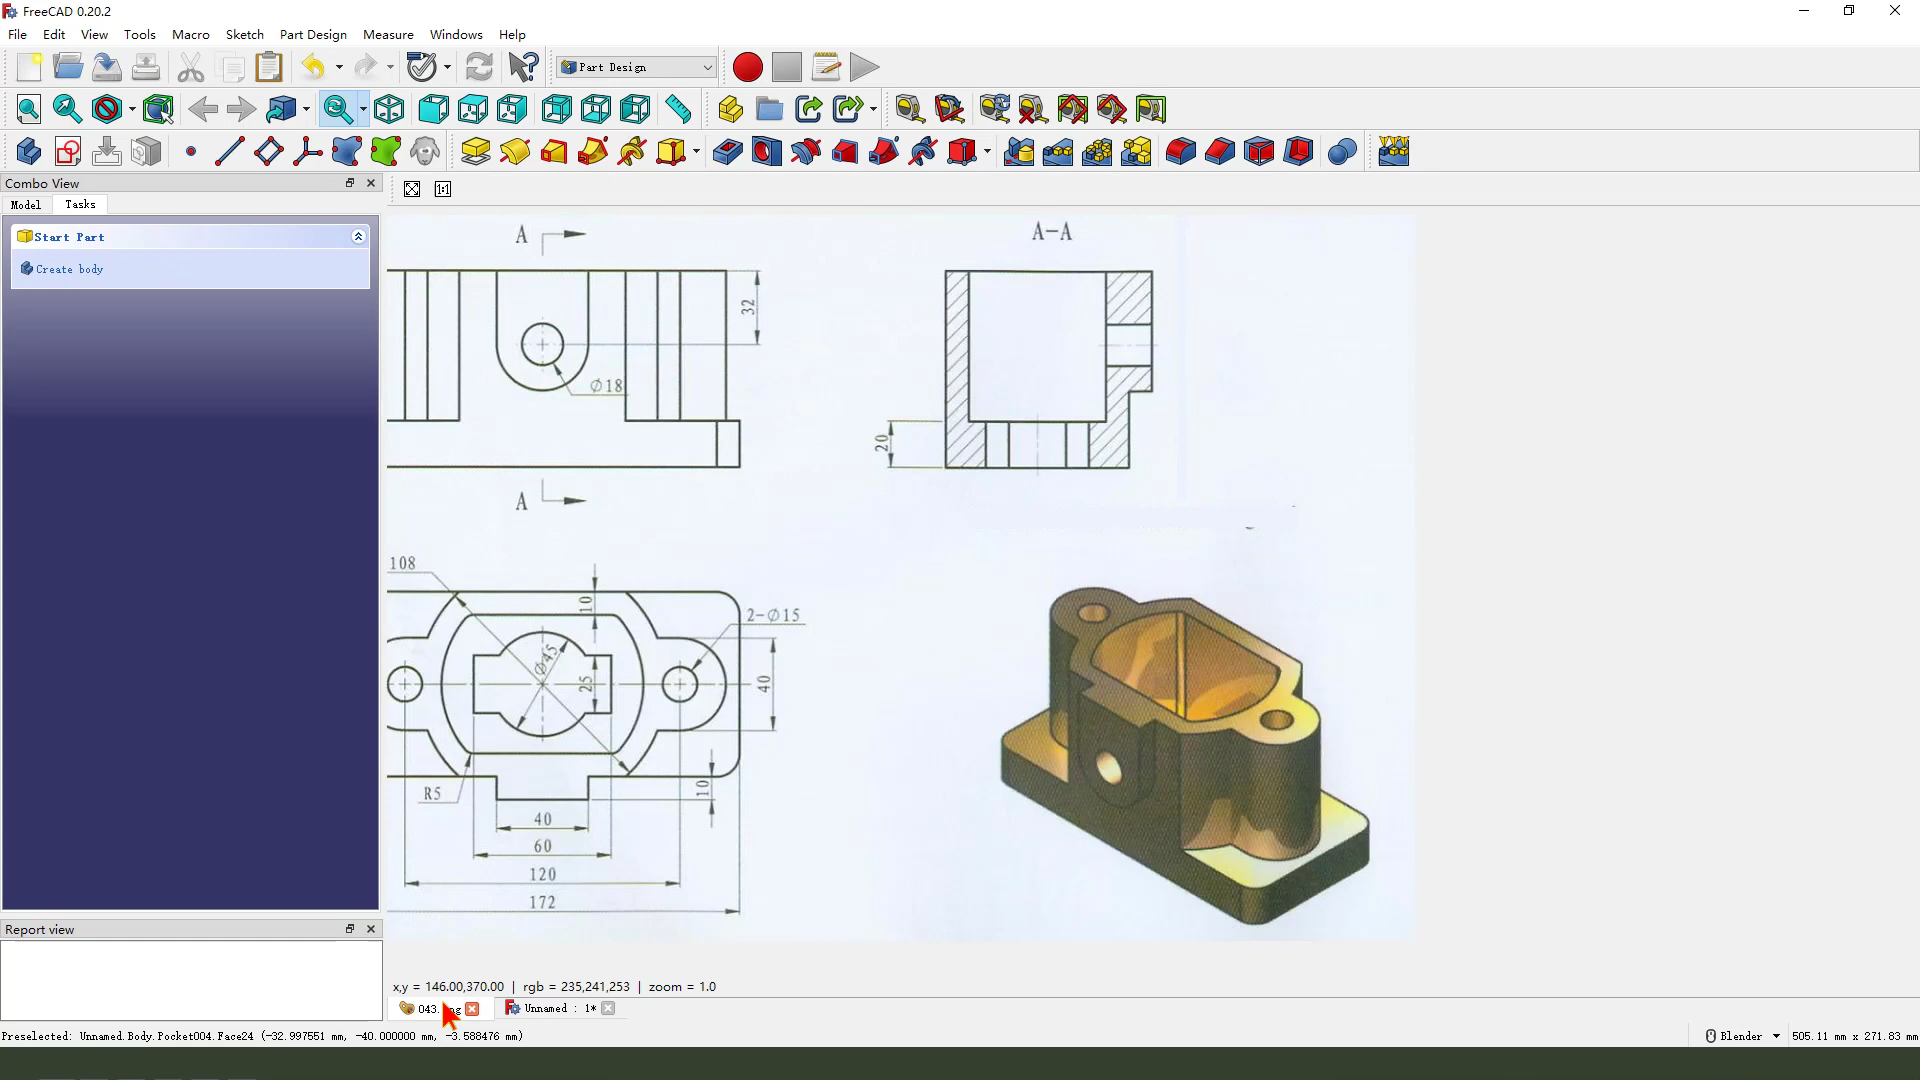 FreeCAD 0.20.2
File Edit View Tools Macro Sketch Part Design Measure Windows Help
Part Design
Combo View
Model Tasks
Start Part
Create body
1:1
A
A-A
32
Ø18
20
A
108
10
2-Ø15
Ø45
25
40
R5
10
40
60
120
172
Report view
x,y = 146.00,370.00 | rgb = 235,241,253 | zoom = 1.0
Unnamed : 1*
Preselected: Unnamed.Body.Pocket004.Face24 (-32.997551 mm, -40.000000 mm, -3.588476 mm)
Blender 505.11 mm x 271.83 mm